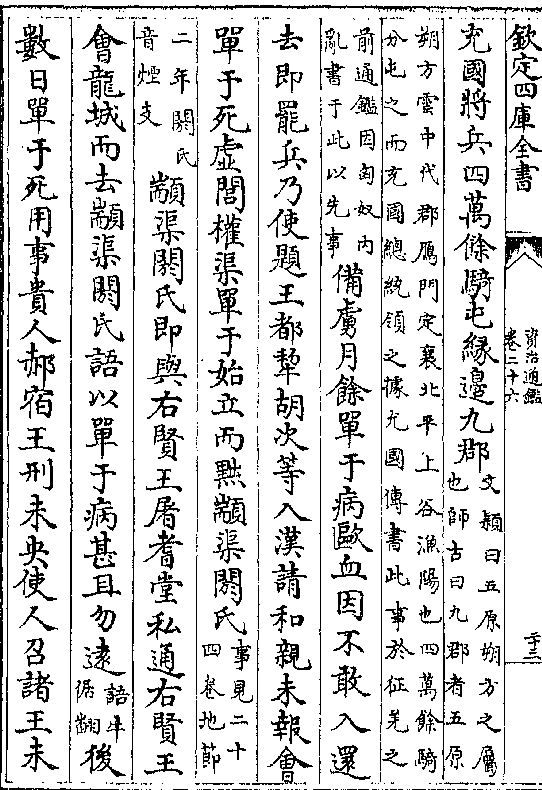 欽定四庫全書
資治通鑑
卷二十六
二十三
充國將兵四萬餘騎屯緣邊九郡
文穎曰五原朔方之屬
也師古曰九郡者五原
朔方雲中代郡鴈門定襄北平上谷漁陽也四萬餘騎
分屯之而充國總統領之據充國傳書此事於征羌之
前通鑑因匈奴内
亂書于此以先事
備虜月餘單于病歐血因不敢入還
去即罷兵乃使題王都犂胡次等入漢請和親未報會
單于死虚閭權渠單于始立而黜顓渠閼氏
事見二十
四卷地節
二年閼氏
音煙支
顓渠閼氏即與右賢王屠耆堂私通右賢王
會龍城而去顓渠閼氏語以單于病甚且勿遠
語牛
倨翻
後
數日單于死用事貴人郝宿王刑未央使人召諸王未